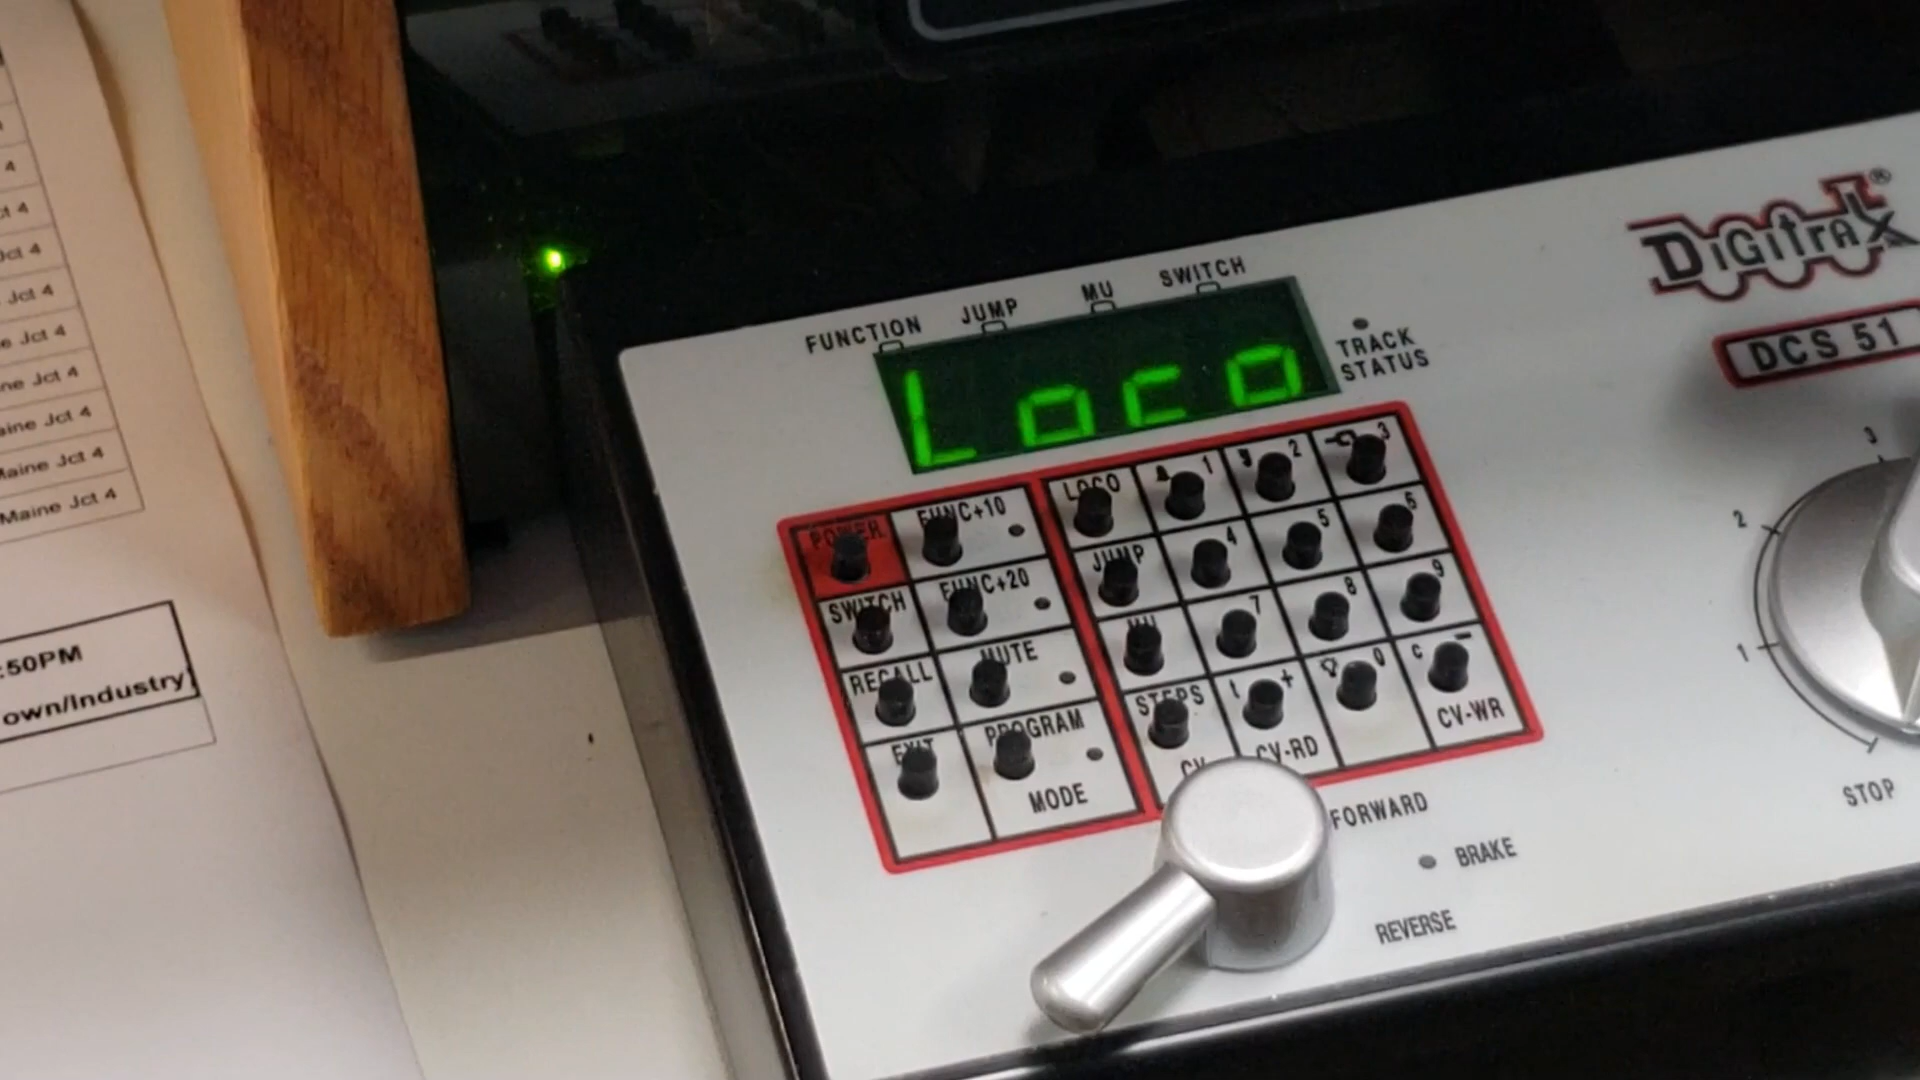 4
ct 4
Jct 4
Jct 4
e Jct 4
ne Jct 4
aine Jct 4
Maine Jct 4
Maine Jct 4
:50PM
own/Industry
DIGITRAX®
DCS 51
FUNCTION
JUMP
MU
SWITCH
TRACK
STATUS
Loco
POWER
FUNC+10
LOCO
1
2
3
SWITCH
FUNC+20
JUMP
4
5
6
RECALL
MUTE
MU
7
8
9
EXIT
PROGRAM
MODE
STEPS
CV
t +
CV-RD
0
C -
CV-WR
FORWARD
BRAKE
REVERSE
3
2
1
STOP